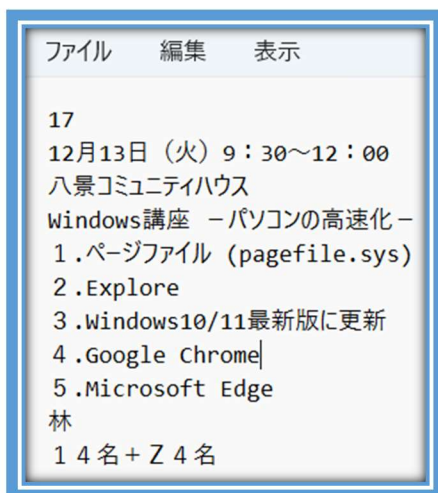 ファイル　編集　表示
17
12月13日（火）9：30～12：00
八景コミュニティハウス
Windows講座 －パソコンの高速化－
１.ページファイル (pagefile.sys)
２.Explore
３.Windows10/11最新版に更新
４.Google Chrome
５.Microsoft Edge
林
１４名＋Ｚ４名